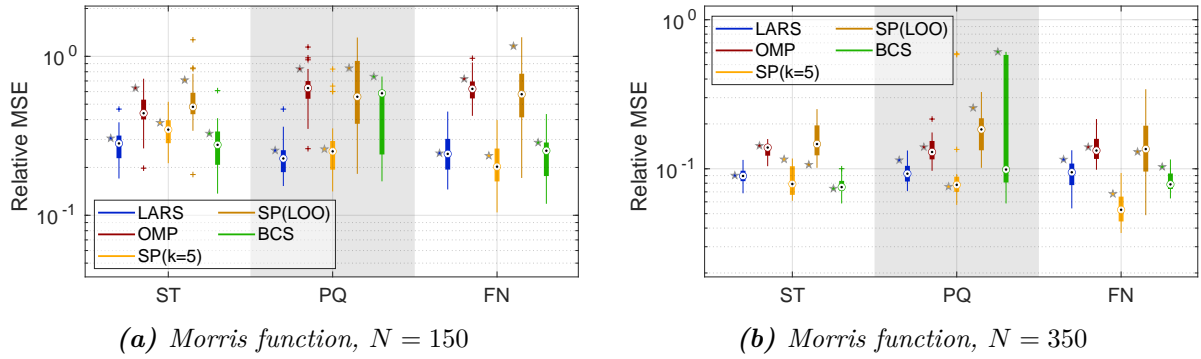 10^0
10^-1
Relative MSE
LARS
OMP
SP(k=5)
SP(LOO)
BCS
ST
PQ
FN
(a) Morris function, N = 150
10^0
10^-1
Relative MSE
LARS
OMP
SP(k=5)
SP(LOO)
BCS
ST
PQ
FN
(b) Morris function, N = 350